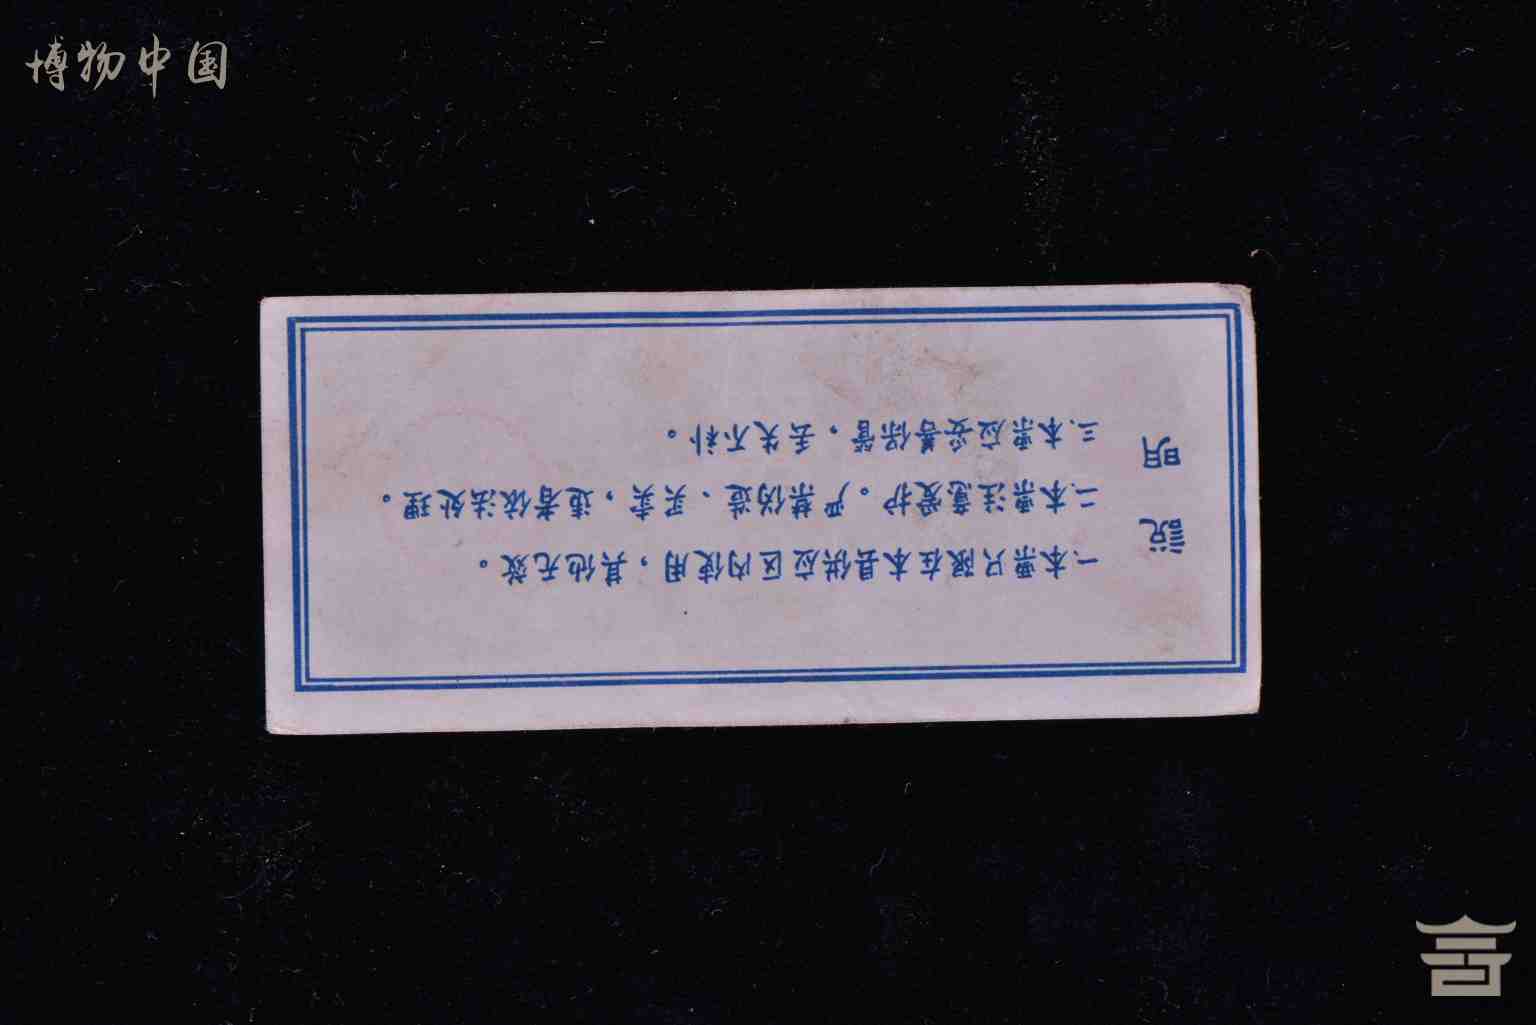 博物中国
説明
一.本票只限在本县供应区内使用，其他无效。
二.本票注意爱护。严禁伪造、买卖，违者依法处理。
三.本票应妥善保管，丢失不补。